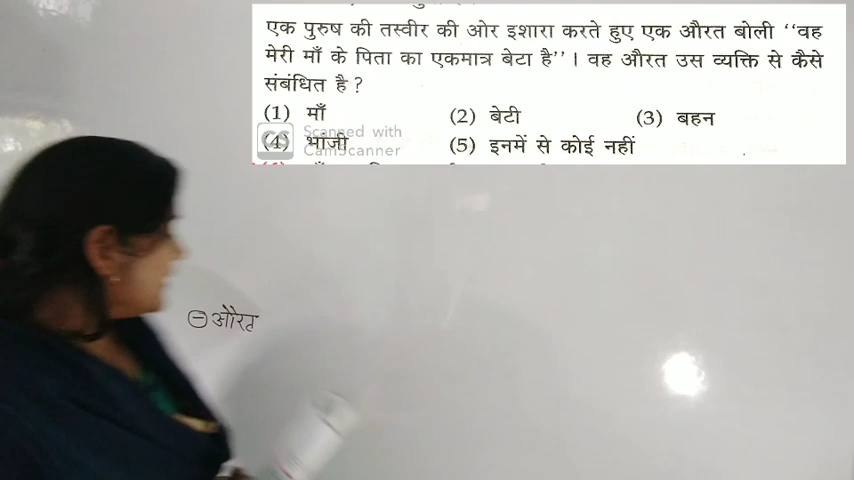 एक पुरुष की तस्वीर की ओर इशारा करते हुए एक औरत बोली ‘‘वह
मेरी माँ के पिता का एकमात्र बेटा है’’ । वह औरत उस व्यक्ति से कैसे
संबंधित है ?
(1) माँ (2) बेटी (3) बहन
Scanned with
CamScanner
(4) भाजी (5) इनमें से कोई नहीं
⊖ औरत